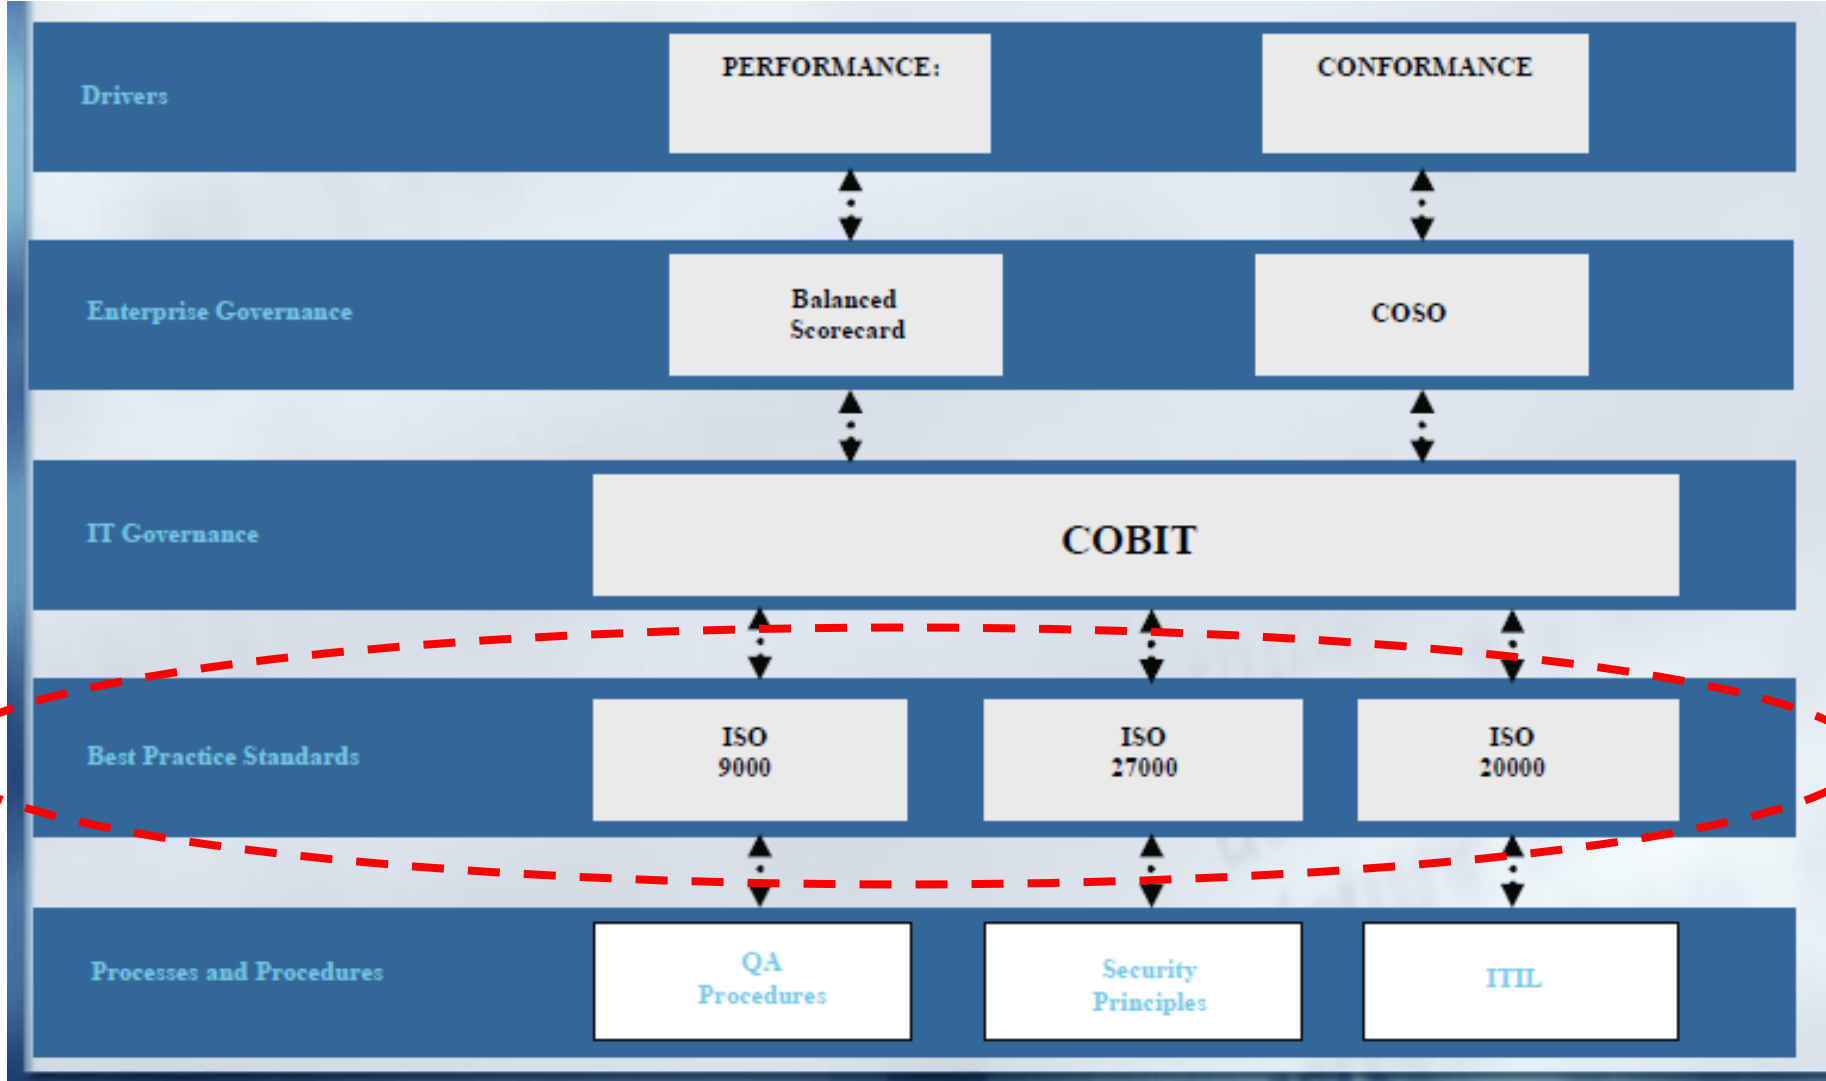 Drivers
PERFORMANCE:
CONFORMANCE
Enterprise Governance
Balanced
Scorecard
COSO
IT Governance
COBIT
Best Practice Standards
ISO
9000
ISO
27000
ISO
20000
Processes and Procedures
QA
Procedures
Security
Principles
ITIL